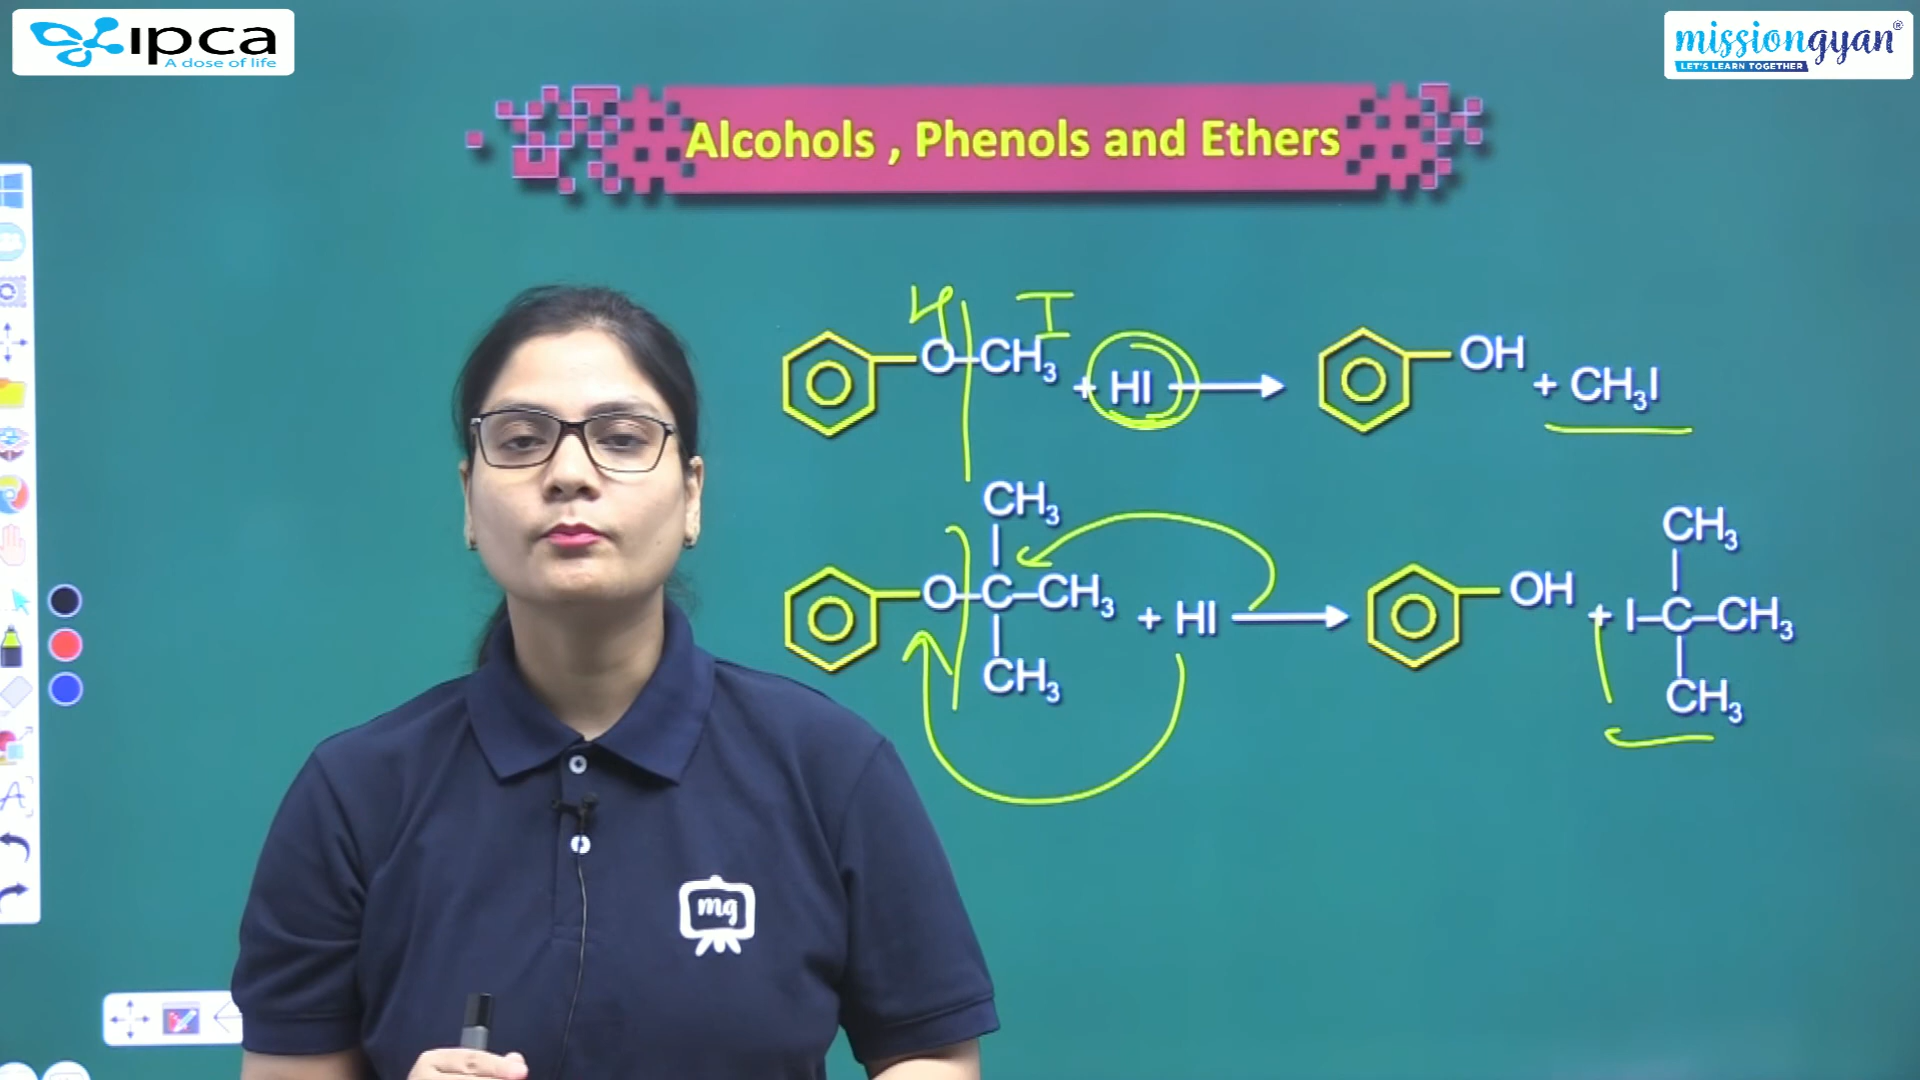 ipca
A dose of life
missiongyan®
LET'S LEARN TOGETHER
Alcohols , Phenols and Ethers
H I
O-CH₃ + HI → OH + CH₃I
CH₃
O-C-CH₃ + HI → OH + I-C-CH₃
CH₃
CH₃
CH₃
mg